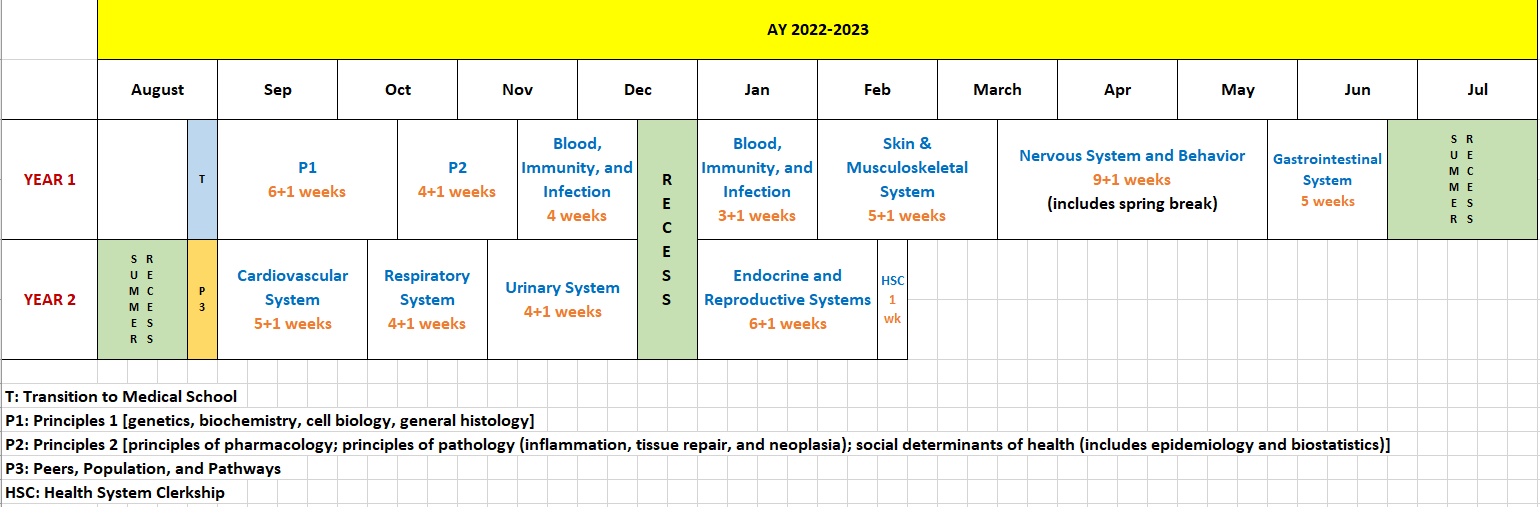 AY 2022-2023
August
Sep
Oct
Nov
Dec
Jan
Feb
March
Apr
May
Jun
Jul
YEAR 1
T
P1
6+1 weeks
P2
4+1 weeks
Blood,
Immunity, and
Infection
4 weeks
RECESS
Blood,
Immunity, and
Infection
3+1 weeks
Skin &
Musculoskeletal
System
5+1 weeks
Nervous System and Behavior
9+1 weeks
(includes spring break)
Gastrointestinal
System
5 weeks
SUMMER
RECESS
YEAR 2
SUMMER
RECESS
P3
Cardiovascular
System
5+1 weeks
Respiratory
System
4+1 weeks
Urinary System
4+1 weeks
Endocrine and
Reproductive Systems
6+1 weeks
HSC
1
wk
T: Transition to Medical School
P1: Principles 1 [genetics, biochemistry, cell biology, general histology]
P2: Principles 2 [principles of pharmacology; principles of pathology (inflammation, tissue repair, and neoplasia); social determinants of health (includes epidemiology and biostatistics)]
P3: Peers, Population, and Pathways
HSC: Health System Clerkship